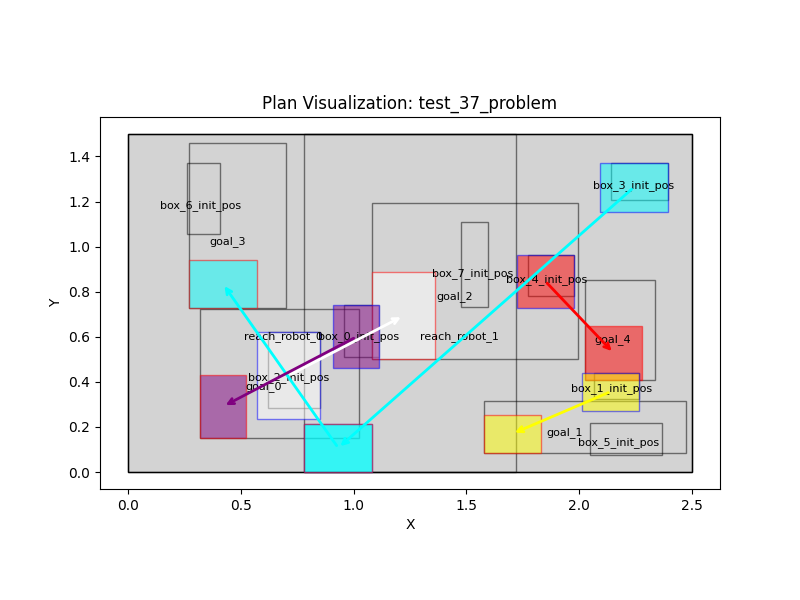 Plan Visualization: test_37_problem
1.4
1.2
1.0
0.8
0.6
0.4
0.2
0.0
Y
box_3_init_pos
box_6_init_pos
goal_3
box_7_init_pos
box_4_init_pos
goal_2
reach_robot_0
box_0_init_pos
reach_robot_1
goal_4
box_2_init_pos
goal_0
box_1_init_pos
goal_1
box_5_init_pos
0.0
0.5
1.0
1.5
2.0
2.5
X